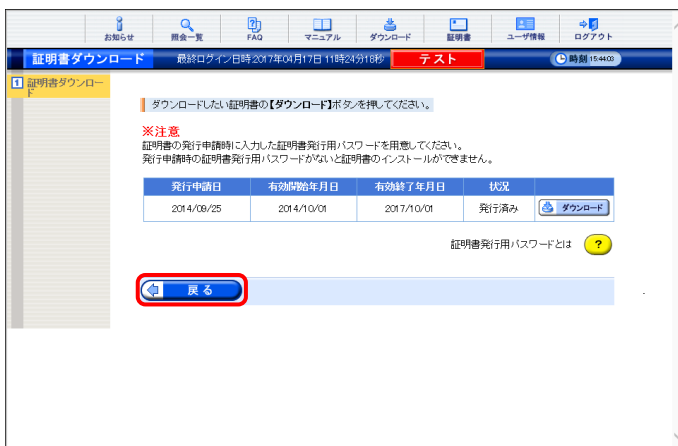 お知らせ
照会一覧
FAQ
マニュアル
ダウンロード
証明書
ユーザ情報
ログアウト
証明書ダウンロード
最終ログイン日時:2017年04月17日 11時24分18秒
テスト
時刻 15:44:03
1 証明書ダウンロー
ド
ダウンロードしたい証明書の【ダウンロード】ボタンを押してください。
※注意
証明書の発行申請時に入力した証明書発行用パスワードを用意してください。
発行申請時の証明書発行用パスワードがないと証明書のインストールができません。
発行申請日 有効開始年月日 有効終了年月日 状況
2014/09/25 2014/10/01 2017/10/01 発行済み ダウンロード
証明書発行用パスワードとは ?
戻る